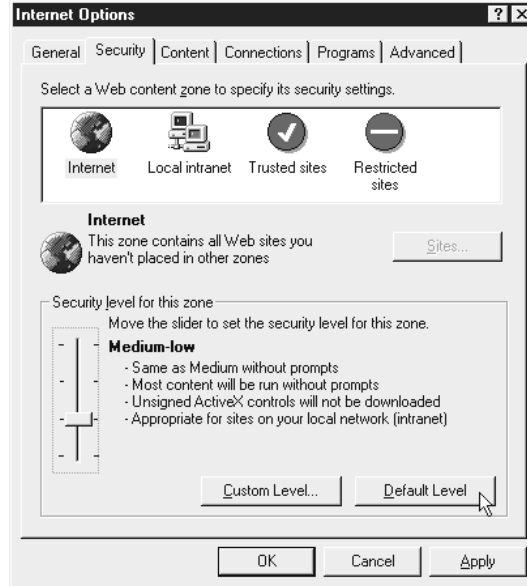 Internet Options
General Security Content Connections Programs Advanced
Select a Web content zone to specify its security settings.
Internet Local intranet Trusted sites Restricted
sites
Internet
This zone contains all Web sites you
haven't placed in other zones
Sites...
Security level for this zone
Move the slider to set the security level for this zone.
Medium-low
- Same as Medium without prompts
- Most content will be run without prompts
- Unsigned ActiveX controls will not be downloaded
- Appropriate for sites on your local network (intranet)
Custom Level... Default Level
OK Cancel Apply